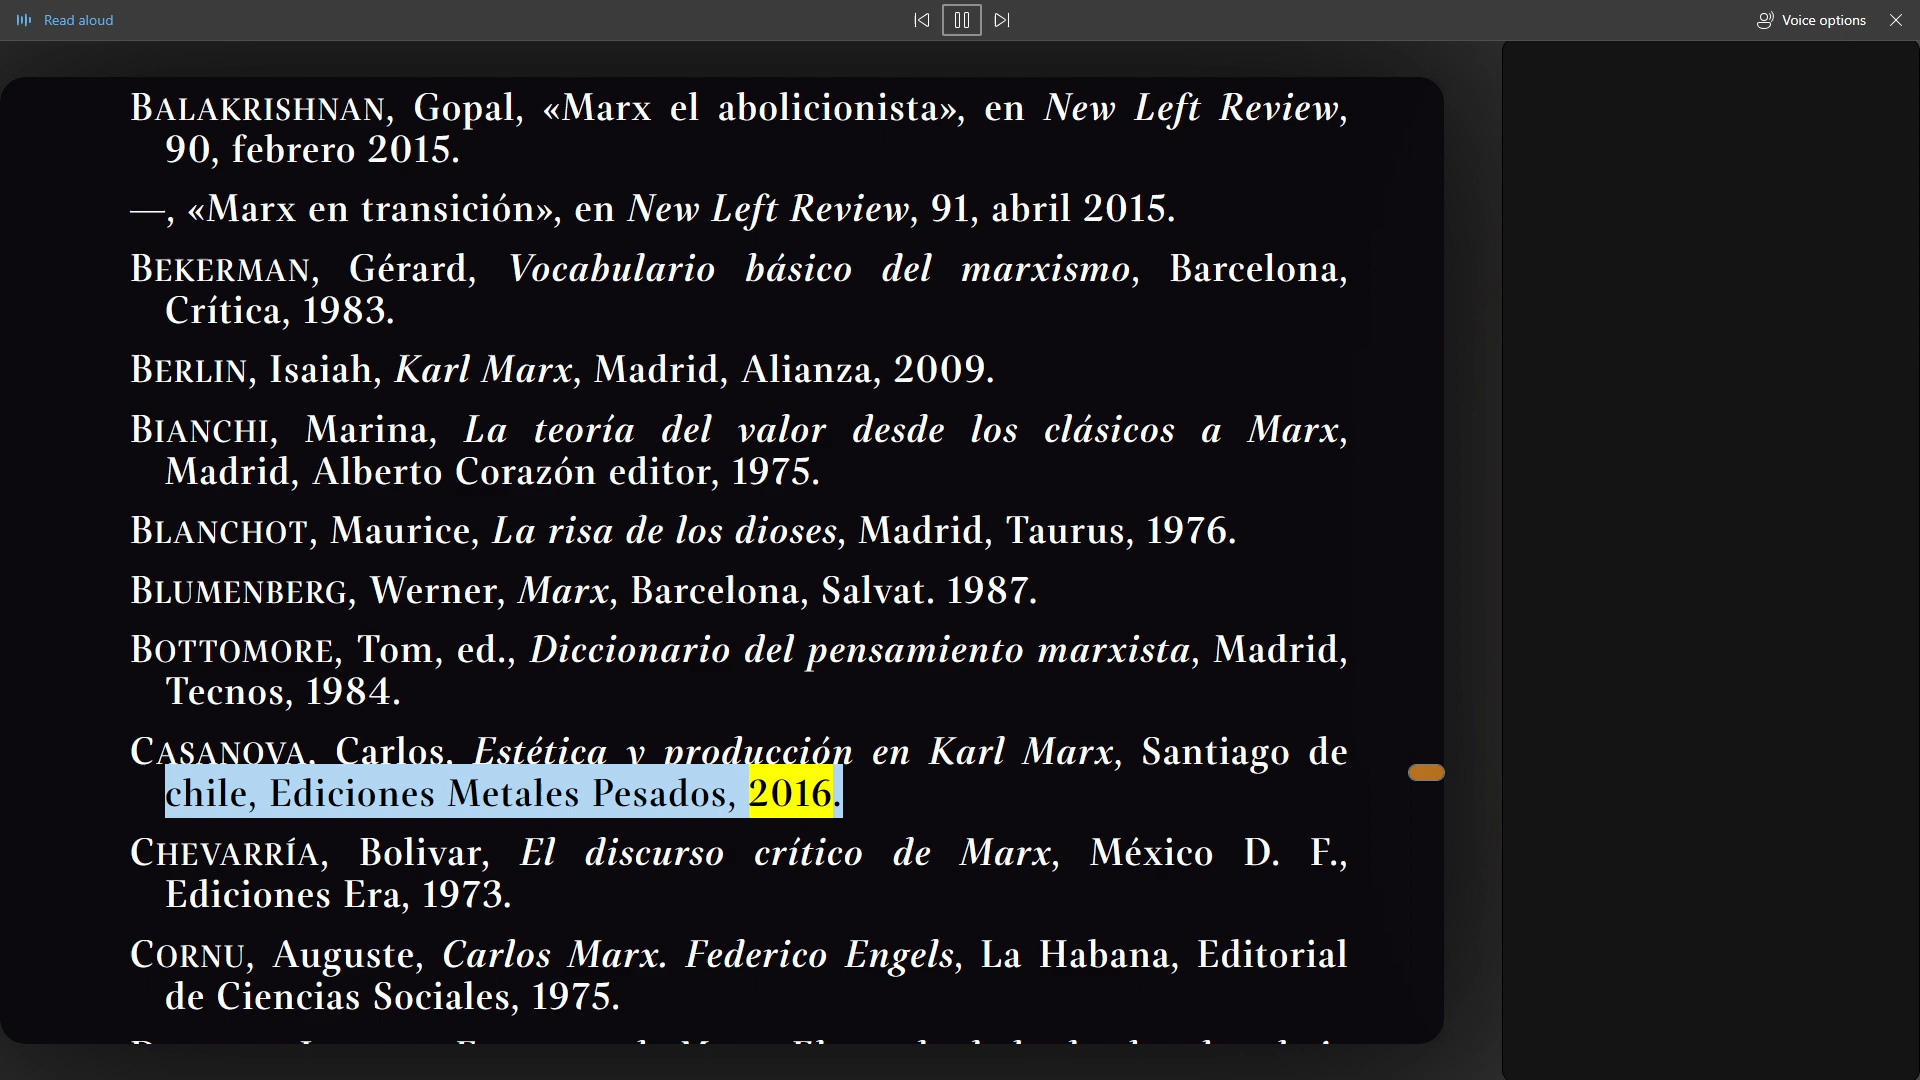 Read aloud
Voice options
BALAKRISHNAN, Gopal, «Marx el abolicionista», en New Left Review,
90, febrero 2015.
—, «Marx en transición», en New Left Review, 91, abril 2015.
BEKERMAN, Gérard, Vocabulario básico del marxismo, Barcelona,
Crítica, 1983.
BERLIN, Isaiah, Karl Marx, Madrid, Alianza, 2009.
BIANCHI, Marina, La teoría del valor desde los clásicos a Marx,
Madrid, Alberto Corazón editor, 1975.
BLANCHOT, Maurice, La risa de los dioses, Madrid, Taurus, 1976.
BLUMENBERG, Werner, Marx, Barcelona, Salvat. 1987.
BOTTOMORE, Tom, ed., Diccionario del pensamiento marxista, Madrid,
Tecnos, 1984.
CASANOVA, Carlos, Estética y producción en Karl Marx, Santiago de
chile, Ediciones Metales Pesados, 2016.
CHEVARRÍA, Bolivar, El discurso crítico de Marx, México D. F.,
Ediciones Era, 1973.
CORNU, Auguste, Carlos Marx. Federico Engels, La Habana, Editorial
de Ciencias Sociales, 1975.